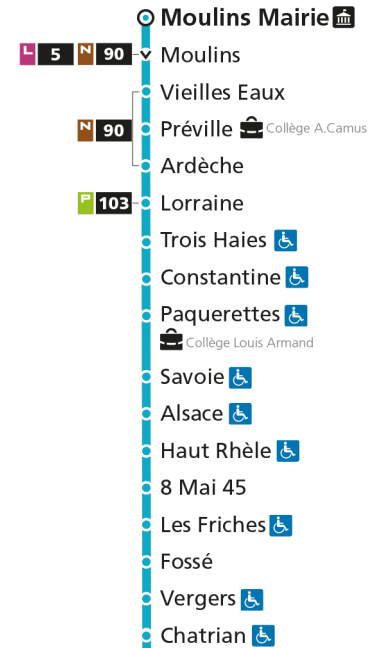 Moulins Mairie
L 5 N 90 Moulins
Vieilles Eaux
N 90 Préville Collège A.Camus
Ardèche
P 103 Lorraine
Trois Haies
Constantine
Paquerettes
Collège Louis Armand
Savoie
Alsace
Haut Rhèle
8 Mai 45
Les Friches
Fossé
Vergers
Chatrian